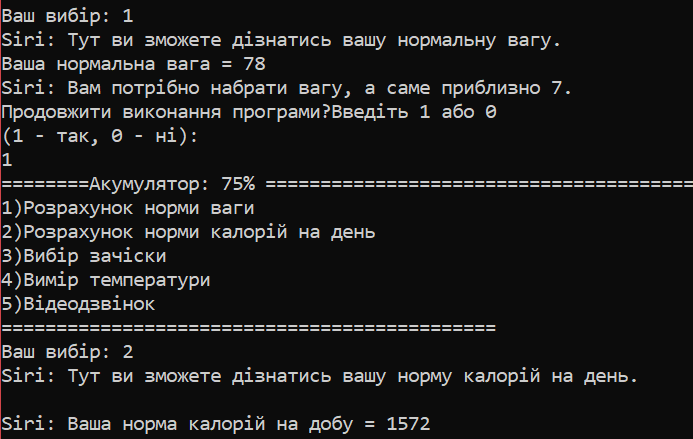 Ваш вибір: 1
Siri: Тут ви зможете дізнатись вашу нормальну вагу.
Ваша нормальна вага = 78
Siri: Вам потрібно набрати вагу, а саме приблизно 7.
Продовжити виконання програми?Введіть 1 або 0
(1 - так, 0 - ні):
1
========Акумулятор: 75% =======================================
1)Розрахунок норми ваги
2)Розрахунок норми калорій на день
3)Вибір зачіски
4)Вимір температури
5)Відеодзвінок
=============================================
Ваш вибір: 2
Siri: Тут ви зможете дізнатись вашу норму калорій на день.
Siri: Ваша норма калорій на добу = 1572